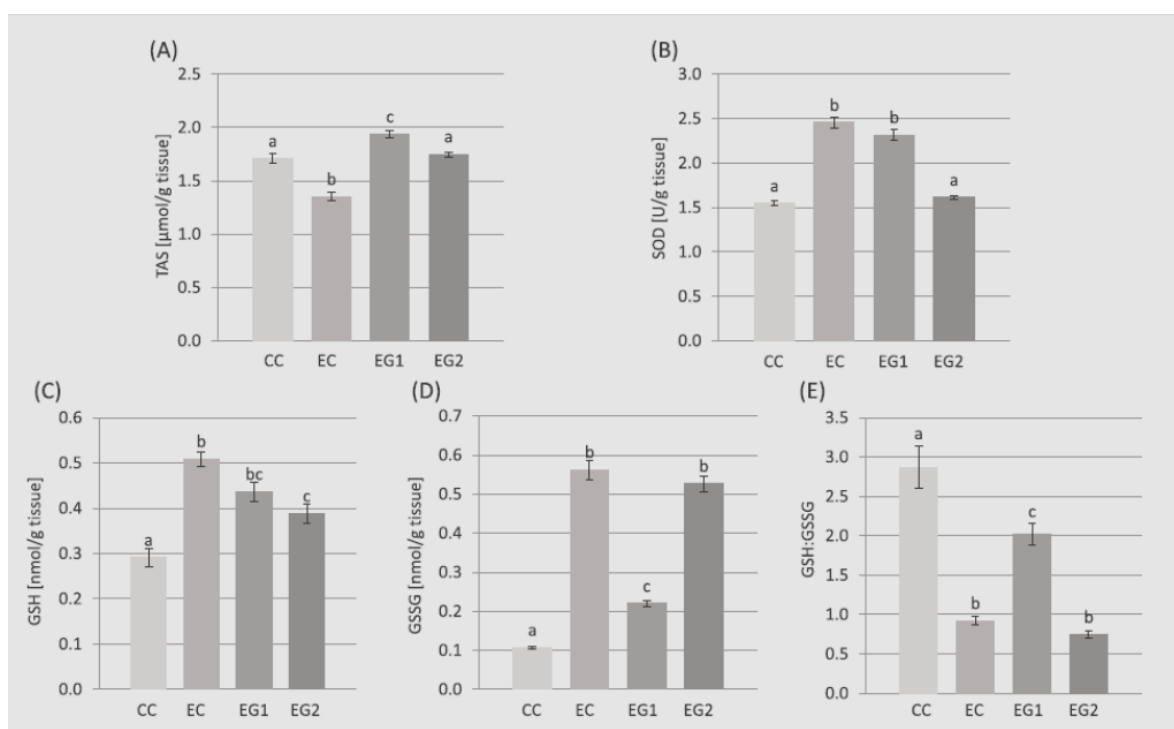 (A)
TAS [µmol/g tissue]
2.5
2.0
1.5
1.0
0.5
0.0
a
b
c
a
CC EC EG1 EG2
(B)
SOD [U/g tissue]
3.0
2.5
2.0
1.5
1.0
0.5
0.0
a
b
b
a
CC EC EG1 EG2
(C)
GSH [nmol/g tissue]
0.6
0.5
0.4
0.3
0.2
0.1
0.0
a
b
bc
c
CC EC EG1 EG2
(D)
GSSG [nmol/g tissue]
0.7
0.6
0.5
0.4
0.3
0.2
0.1
0.0
a
b
c
b
CC EC EG1 EG2
(E)
GSH:GSSG
3.5
3.0
2.5
2.0
1.5
1.0
0.5
0.0
a
b
c
b
CC EC EG1 EG2